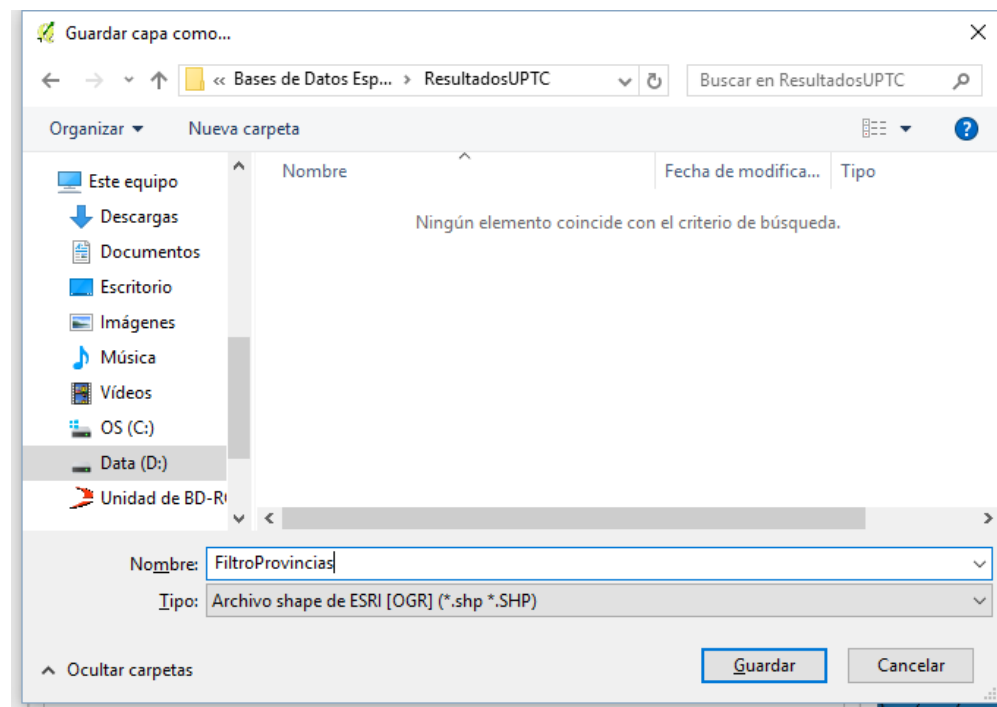 Guardar capa como...
« Bases de Datos Esp... › ResultadosUPTC
Buscar en ResultadosUPTC
Organizar
Nueva carpeta
Este equipo
Descargas
Documentos
Escritorio
Imágenes
Música
Vídeos
OS (C:)
Data (D:)
Unidad de BD-R
Nombre
Fecha de modifica...
Tipo
Ningún elemento coincide con el criterio de búsqueda.
Nombre: FiltroProvincias
Tipo: Archivo shape de ESRI [OGR] (*.shp *.SHP)
Ocultar carpetas
Guardar
Cancelar